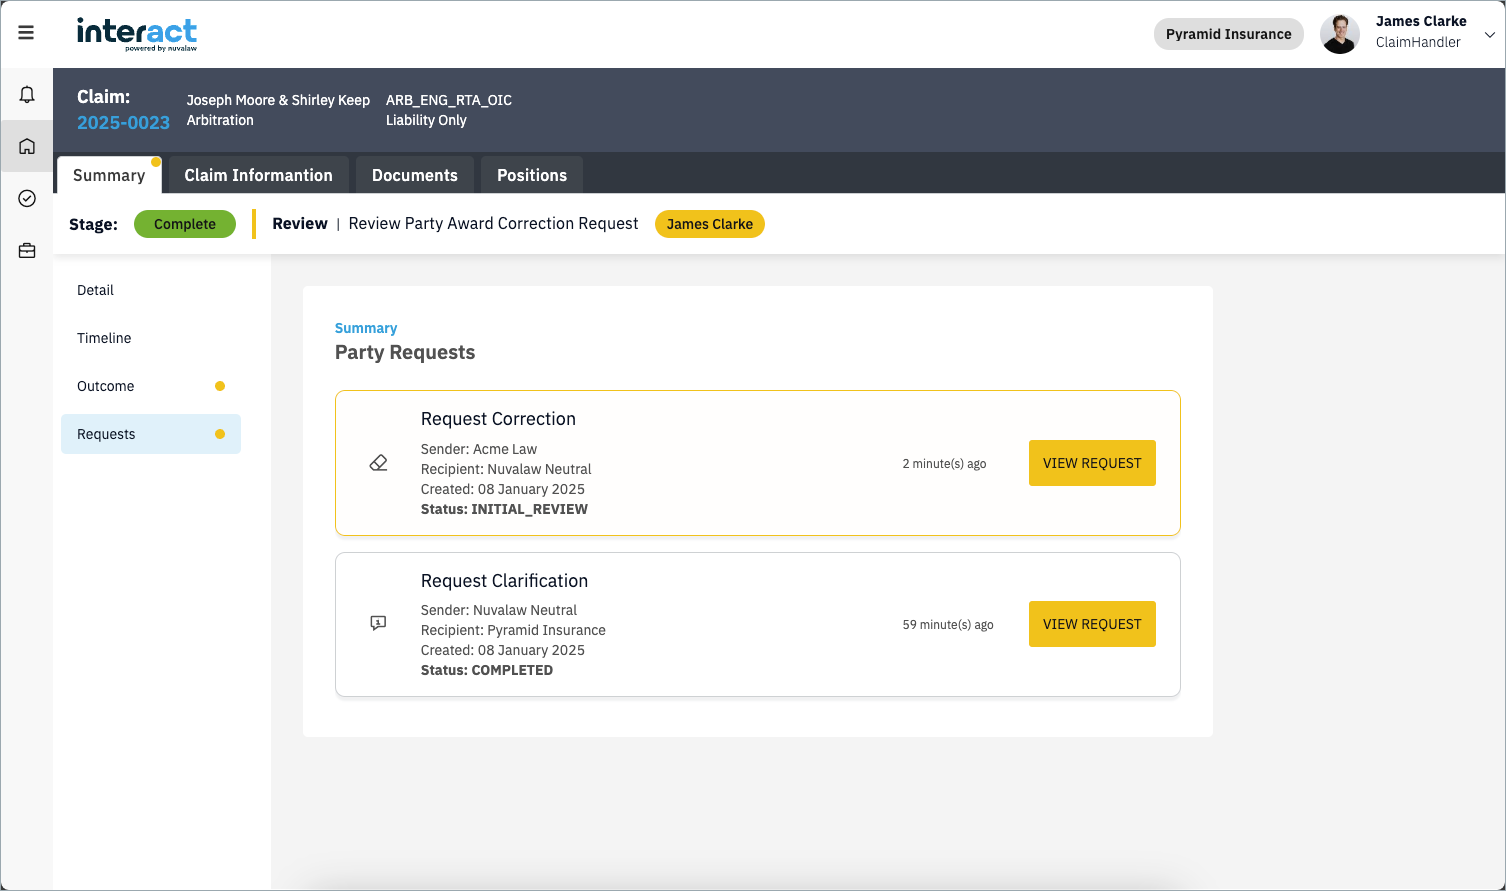 interact
powered by nuvalaw
Pyramid Insurance
James Clarke
ClaimHandler
Claim:
2025-0023
Joseph Moore & Shirley Keep
Arbitration
ARB_ENG_RTA_OIC
Liability Only
Summary
Claim Informantion
Documents
Positions
Stage:
Complete
Review | Review Party Award Correction Request
James Clarke
Detail
Timeline
Outcome
Requests
Summary
Party Requests
Request Correction
Sender: Acme Law
Recipient: Nuvalaw Neutral
Created: 08 January 2025
Status: INITIAL_REVIEW
2 minute(s) ago
VIEW REQUEST
Request Clarification
Sender: Nuvalaw Neutral
Recipient: Pyramid Insurance
Created: 08 January 2025
Status: COMPLETED
59 minute(s) ago
VIEW REQUEST